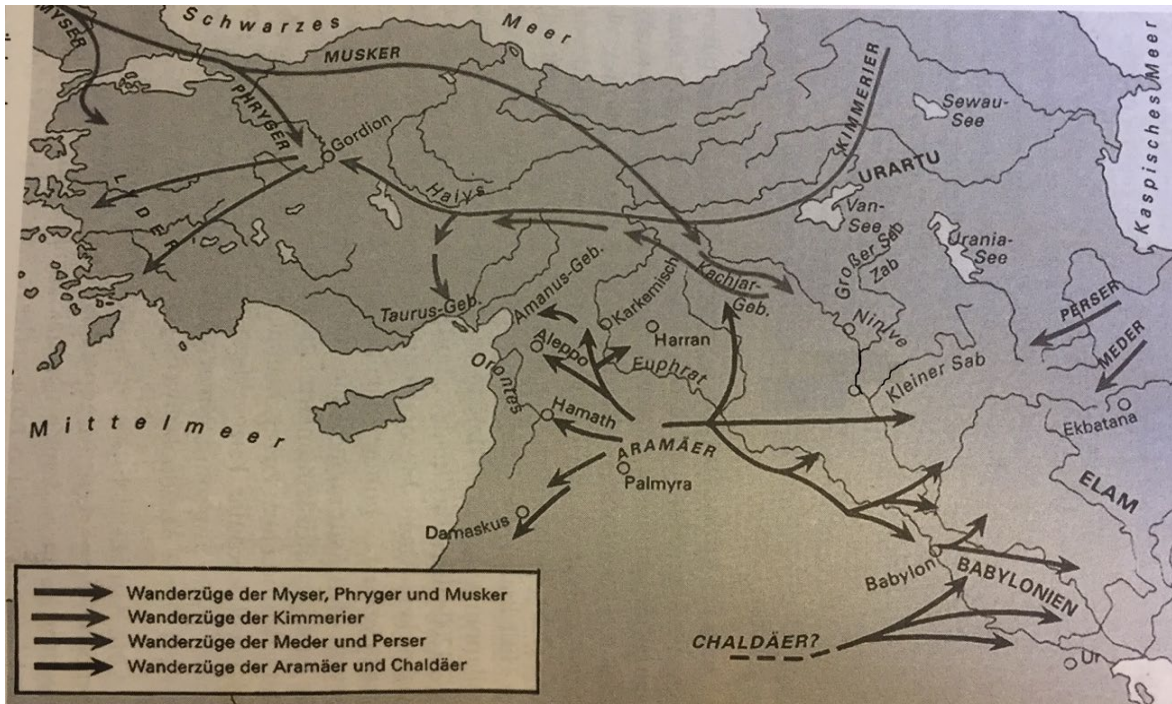 MYSER
Schwarzes Meer
MUSKER
PHRYGER
Gordion
KIMMERIER
Sewau-
See
Kaspisches Meer
URARTU
Halys
Van-
See
Urania-
See
LYDER
Großer Sab
Zab
Taurus-Geb.
Amanus-Geb.
Karkemisch
Kachjar-
Geb.
PERSER
Ninive
Harran
MEDER
Aleppo
Euphrat
Kleiner Sab
Orontes
Mittelmeer
Hamath
Ekbatana
ARAMÄER
Palmyra
ELAM
Damaskus
Babylon
BABYLONIEN
CHALDÄER?
Ur
Wanderzüge der Myser, Phryger und Musker
Wanderzüge der Kimmerier
Wanderzüge der Meder und Perser
Wanderzüge der Aramäer und Chaldäer